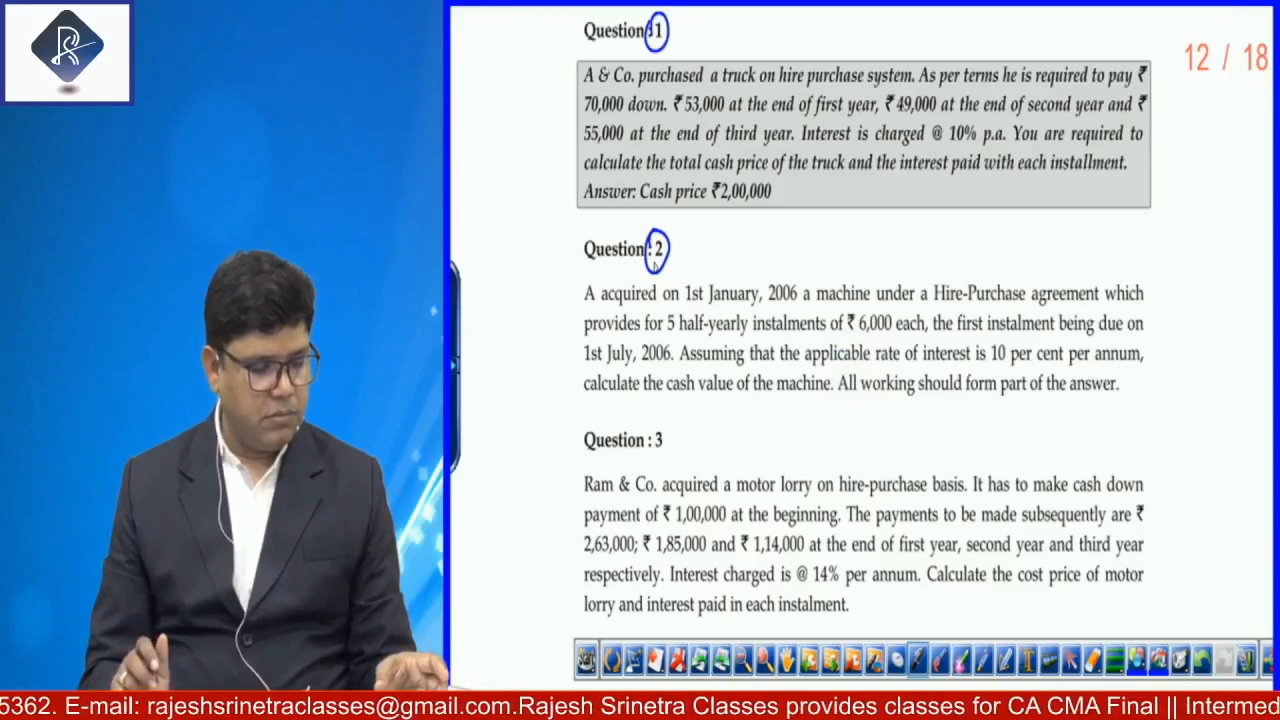 Question : 1
12 / 18
A & Co. purchased a truck on hire purchase system. As per terms he is required to pay ₹
70,000 down. ₹ 53,000 at the end of first year, ₹ 49,000 at the end of second year and ₹
55,000 at the end of third year. Interest is charged @ 10% p.a. You are required to
calculate the total cash price of the truck and the interest paid with each installment.
Answer: Cash price ₹2,00,000
Question : 2
A acquired on 1st January, 2006 a machine under a Hire-Purchase agreement which
provides for 5 half-yearly instalments of ₹ 6,000 each, the first instalment being due on
1st July, 2006. Assuming that the applicable rate of interest is 10 per cent per annum,
calculate the cash value of the machine. All working should form part of the answer.
Question : 3
Ram & Co. acquired a motor lorry on hire-purchase basis. It has to make cash down
payment of ₹ 1,00,000 at the beginning. The payments to be made subsequently are ₹
2,63,000; ₹ 1,85,000 and ₹ 1,14,000 at the end of first year, second year and third year
respectively. Interest charged is @ 14% per annum. Calculate the cost price of motor
lorry and interest paid in each instalment.
Start
5362. E-mail: rajeshsrinetraclasses@gmail.com.Rajesh Srinetra Classes provides classes for CA CMA Final || Intermed